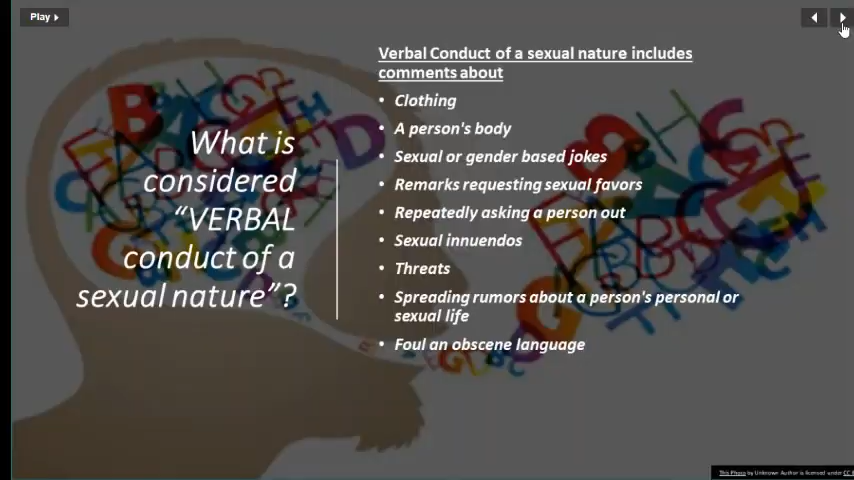 Play
Verbal Conduct of a sexual nature includes
comments about
• Clothing
• A person's body
• Sexual or gender based jokes
• Remarks requesting sexual favors
• Repeatedly asking a person out
• Sexual innuendos
• Threats
• Spreading rumors about a person's personal or
sexual life
• Foul an obscene language
What is
considered
“VERBAL
conduct of a
sexual nature”?
This Photo by Unknown Author is licensed under CC